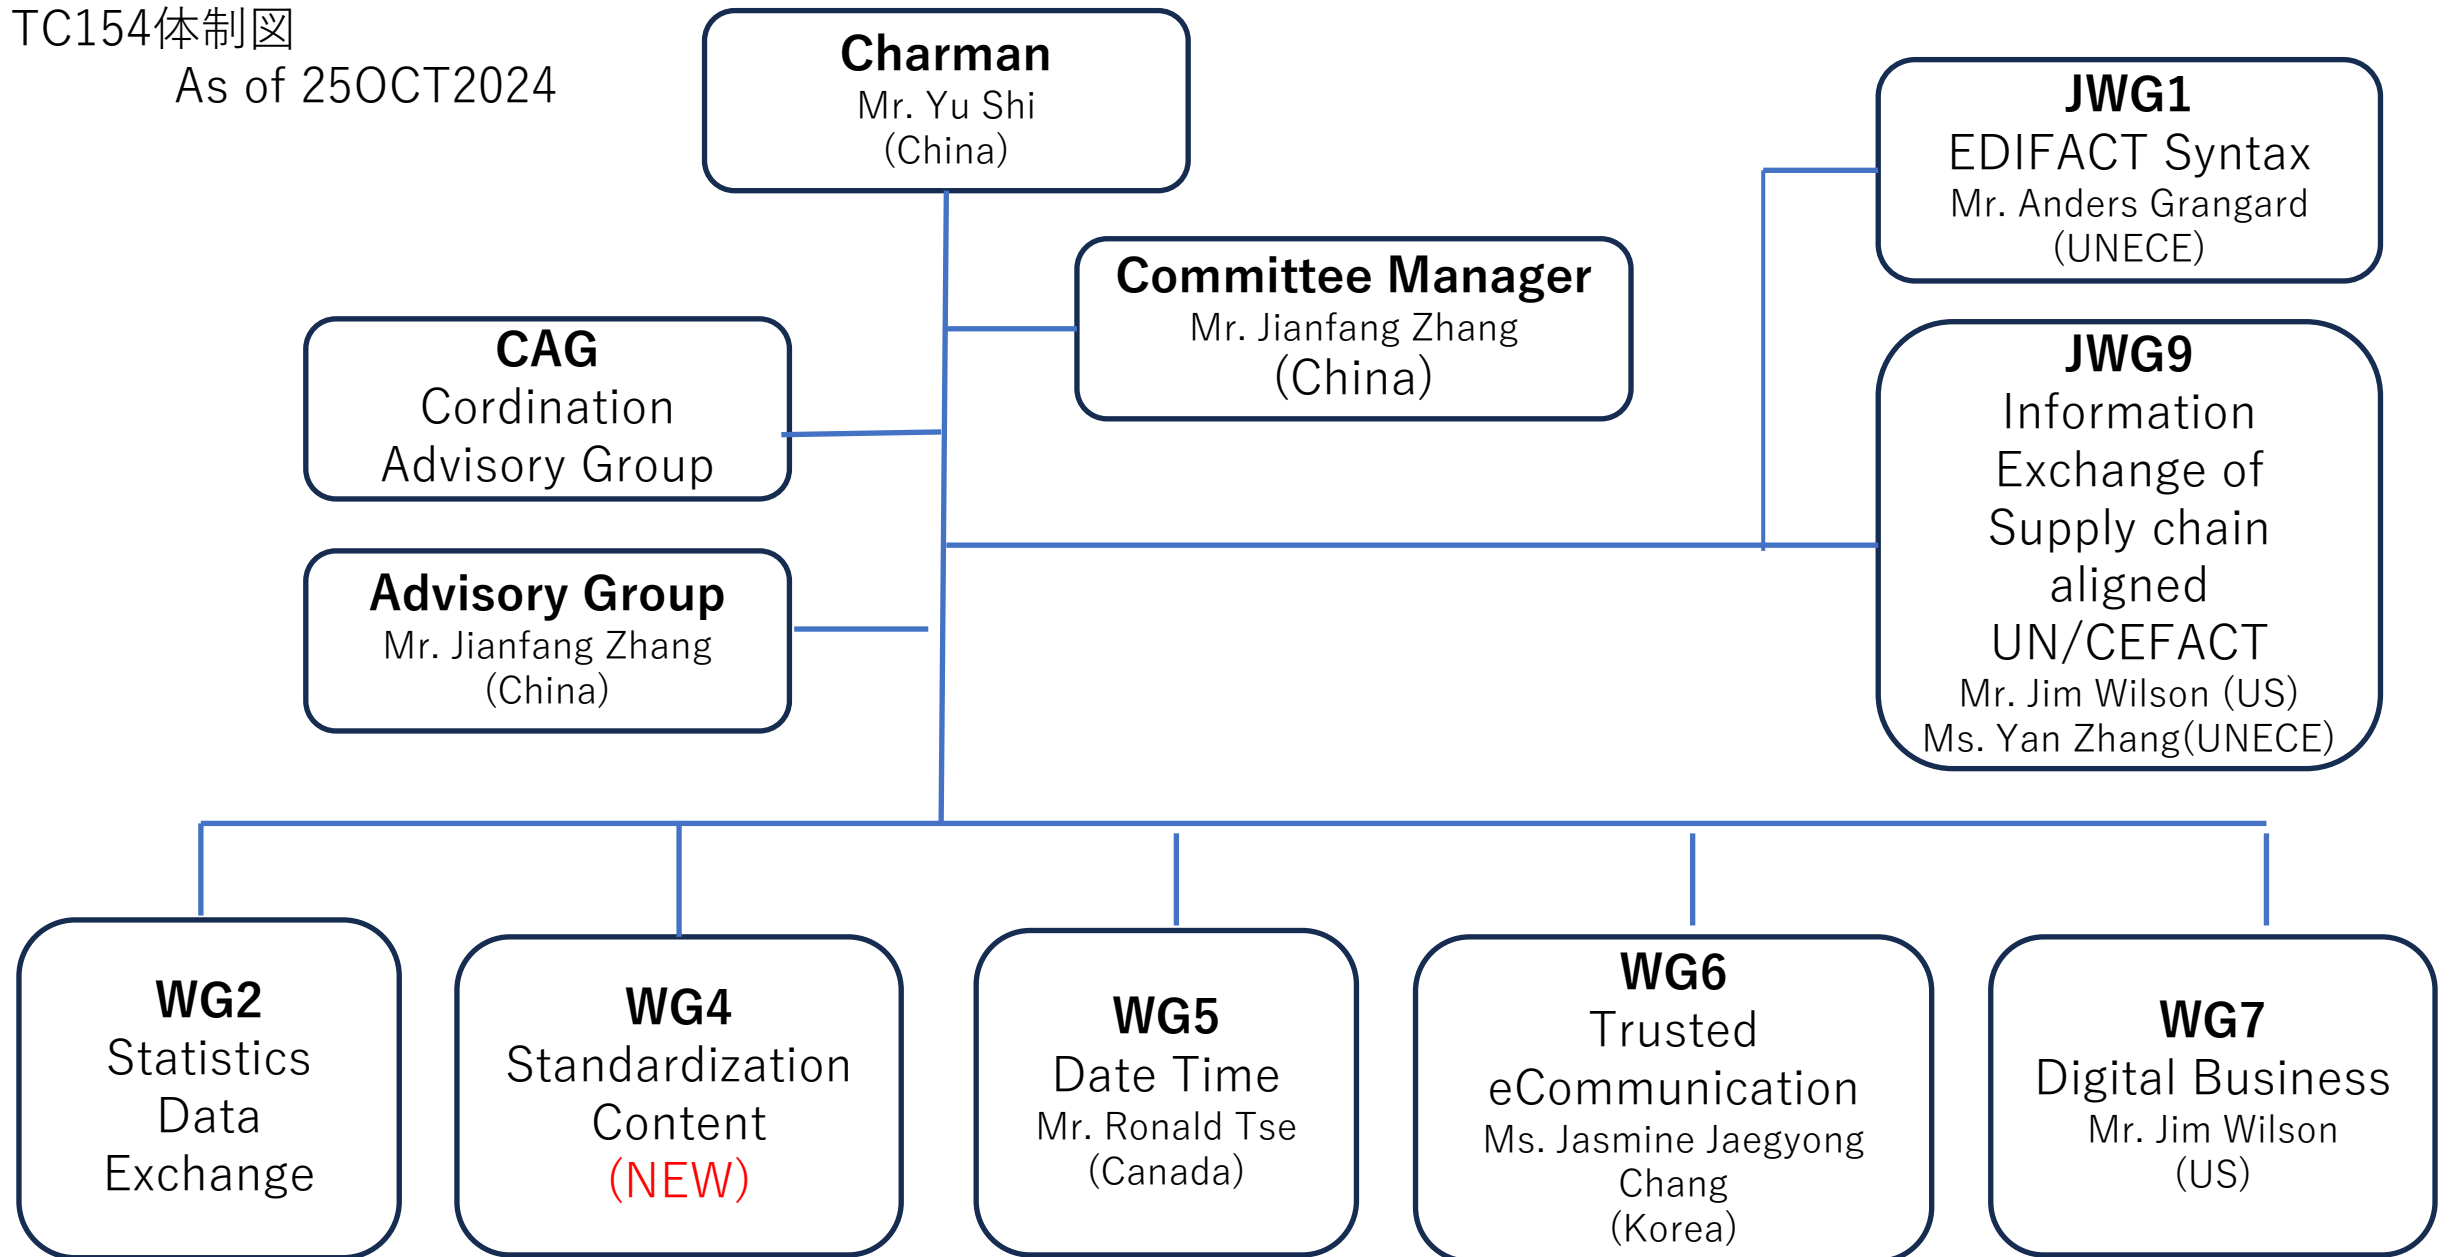 TC154体制図
As of 25OCT2024
Charman
Mr. Yu Shi
(China)
JWG1
EDIFACT Syntax
Mr. Anders Grangard
(UNECE)
Committee Manager
Mr. Jianfang Zhang
(China)
CAG
Cordination
Advisory Group
JWG9
Information
Exchange of
Supply chain
aligned
UN/CEFACT
Mr. Jim Wilson (US)
Ms. Yan Zhang(UNECE)
Advisory Group
Mr. Jianfang Zhang
(China)
WG2
Statistics
Data
Exchange
WG4
Standardization
Content
(NEW)
WG5
Date Time
Mr. Ronald Tse
(Canada)
WG6
Trusted
eCommunication
Ms. Jasmine Jaegyong
Chang
(Korea)
WG7
Digital Business
Mr. Jim Wilson
(US)